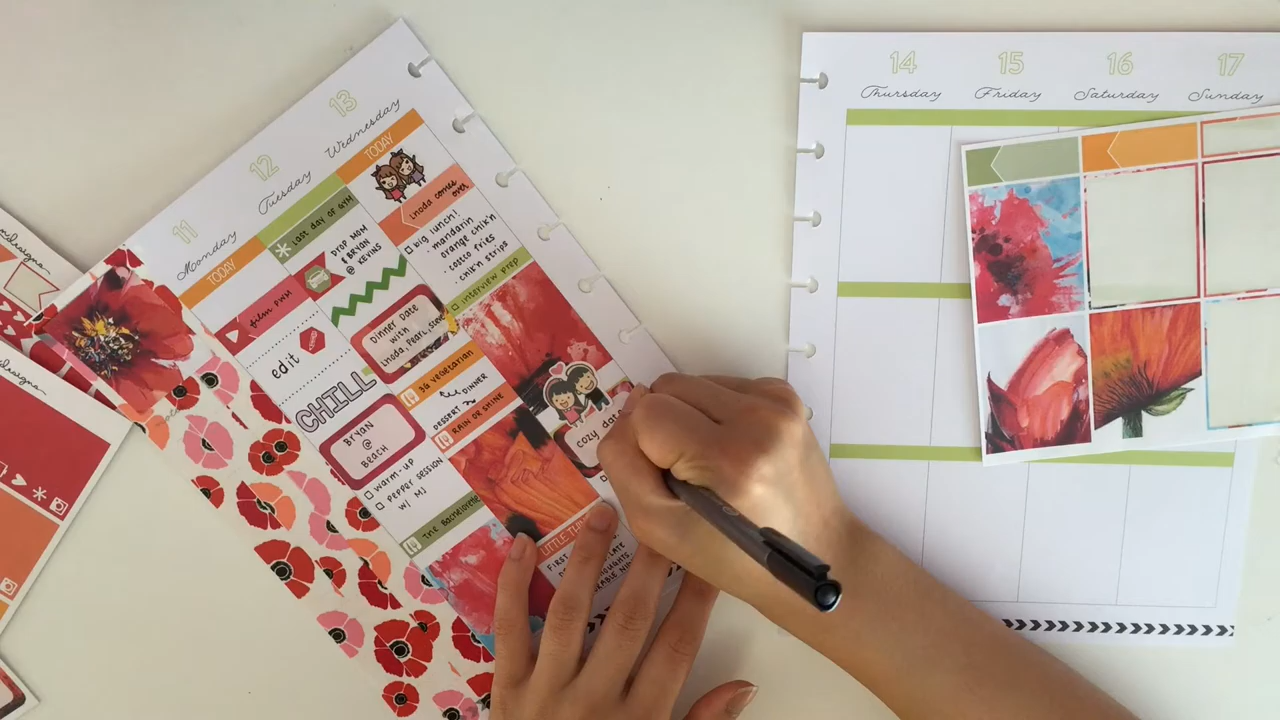 11
Monday
TODAY
film PWM
edit
CHILL
BRYAN
@
BEACH
WARM-UP
PEPPER SESSION
W/ MJ
THE Bachelorette
12
Tuesday
Last day of GYM
DROP MOM
& BRYAN
@ KEVINS
Dinner Date
with
Linda, Pearl,
3G vegetarian
DINNER
DESSERT
RAIN OR SHINE
13
Wednesday
TODAY
Linda comes
over
big lunch!
mandarin
orange chik'n
costco fries
chik'n strips
interview prep
cozy date
LITTLE
FIRST
14
Thursday
15
Friday
16
Saturday
17
Sunday